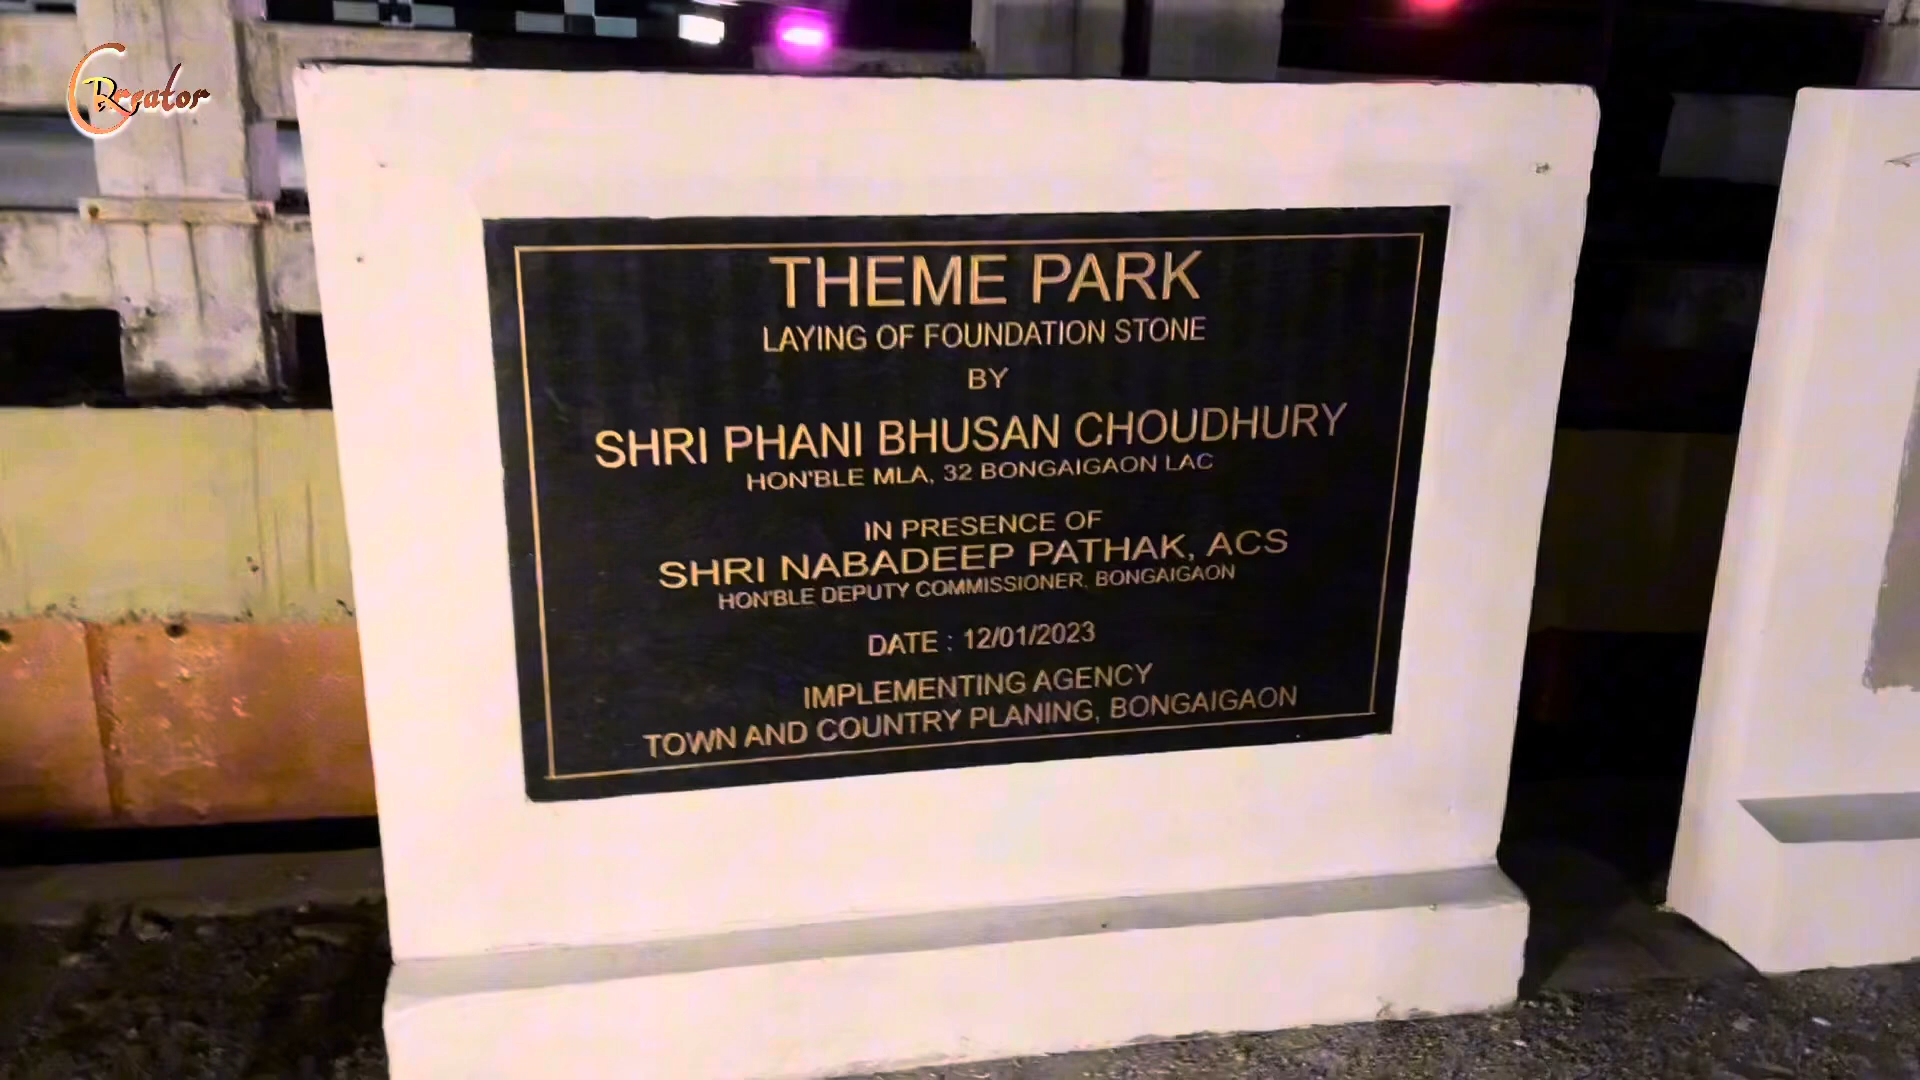 Creator
THEME PARK
LAYING OF FOUNDATION STONE
BY
SHRI PHANI BHUSAN CHOUDHURY
HON'BLE MLA, 32 BONGAIGAON LAC
IN PRESENCE OF
SHRI NABADEEP PATHAK, ACS
HON'BLE DEPUTY COMMISSIONER, BONGAIGAON
DATE : 12/01/2023
IMPLEMENTING AGENCY
TOWN AND COUNTRY PLANING, BONGAIGAON